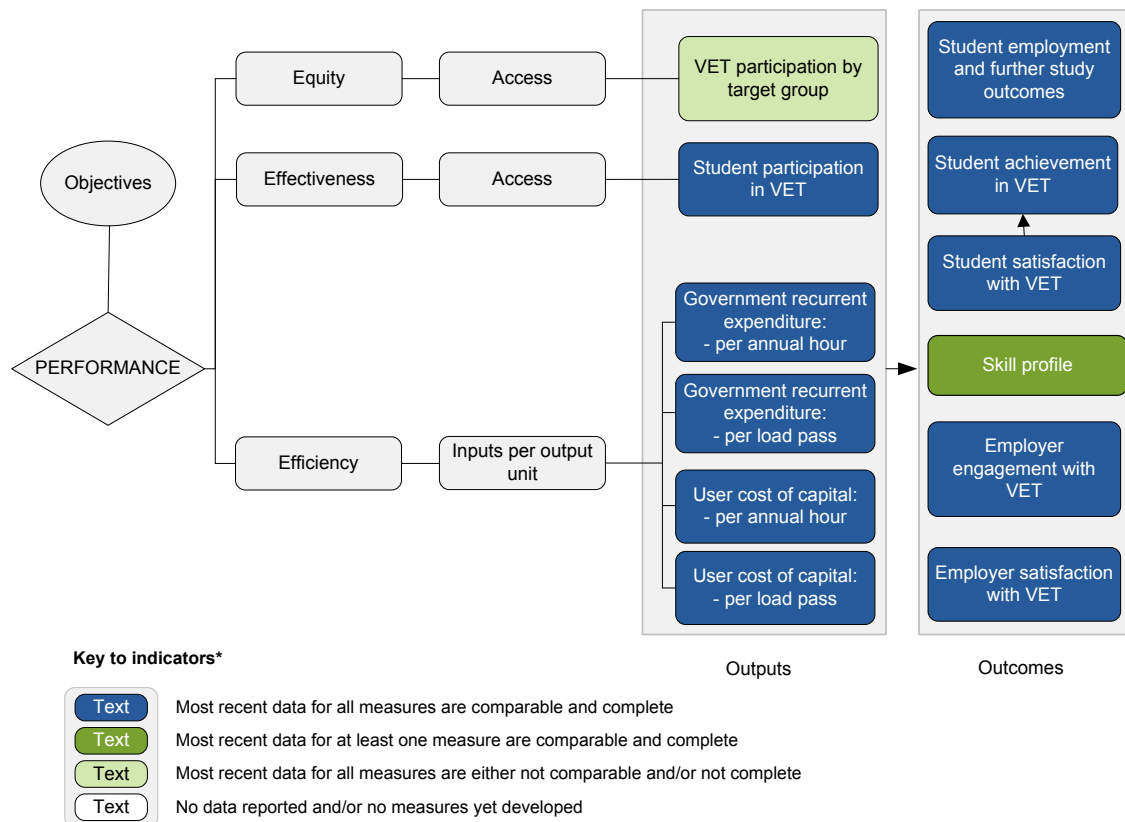 Objectives
PERFORMANCE
Equity
Access
VET participation by
target group
Effectiveness
Access
Student participation
in VET
Efficiency
Inputs per output
unit
Government recurrent
expenditure:
- per annual hour
Government recurrent
expenditure:
- per load pass
User cost of capital:
- per annual hour
User cost of capital:
- per load pass
Outputs
Student employment
and further study
outcomes
Student achievement
in VET
Student satisfaction
with VET
Skill profile
Employer
engagement with
VET
Employer satisfaction
with VET
Outcomes
Key to indicators*
Text Most recent data for all measures are comparable and complete
Text Most recent data for at least one measure are comparable and complete
Text Most recent data for all measures are either not comparable and/or not complete
Text No data reported and/or no measures yet developed